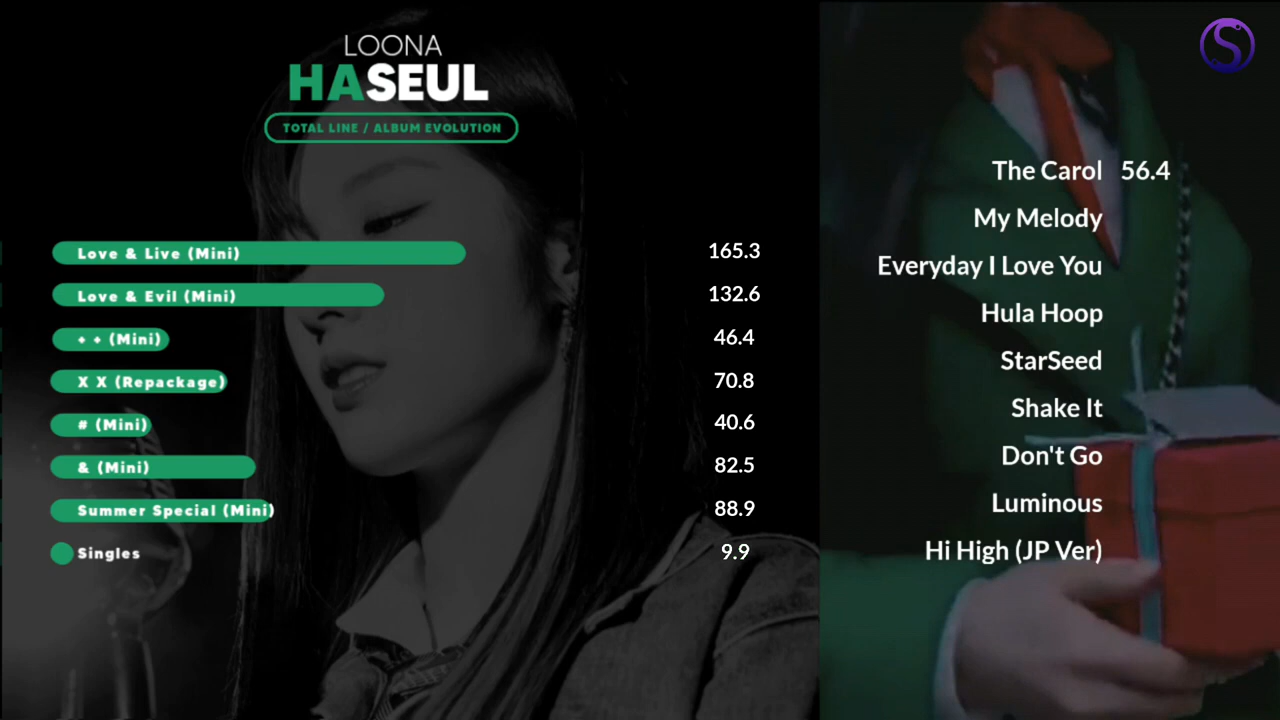 LOONA
HASEUL
TOTAL LINE / ALBUM EVOLUTION
Love & Live (Mini) 165.3
Love & Evil (Mini) 132.6
+ + (Mini) 46.4
X X (Repackage) 70.8
# (Mini) 40.6
& (Mini) 82.5
Summer Special (Mini) 88.9
Singles 9.9
S
The Carol 56.4
My Melody
Everyday I Love You
Hula Hoop
StarSeed
Shake It
Don't Go
Luminous
Hi High (JP Ver)